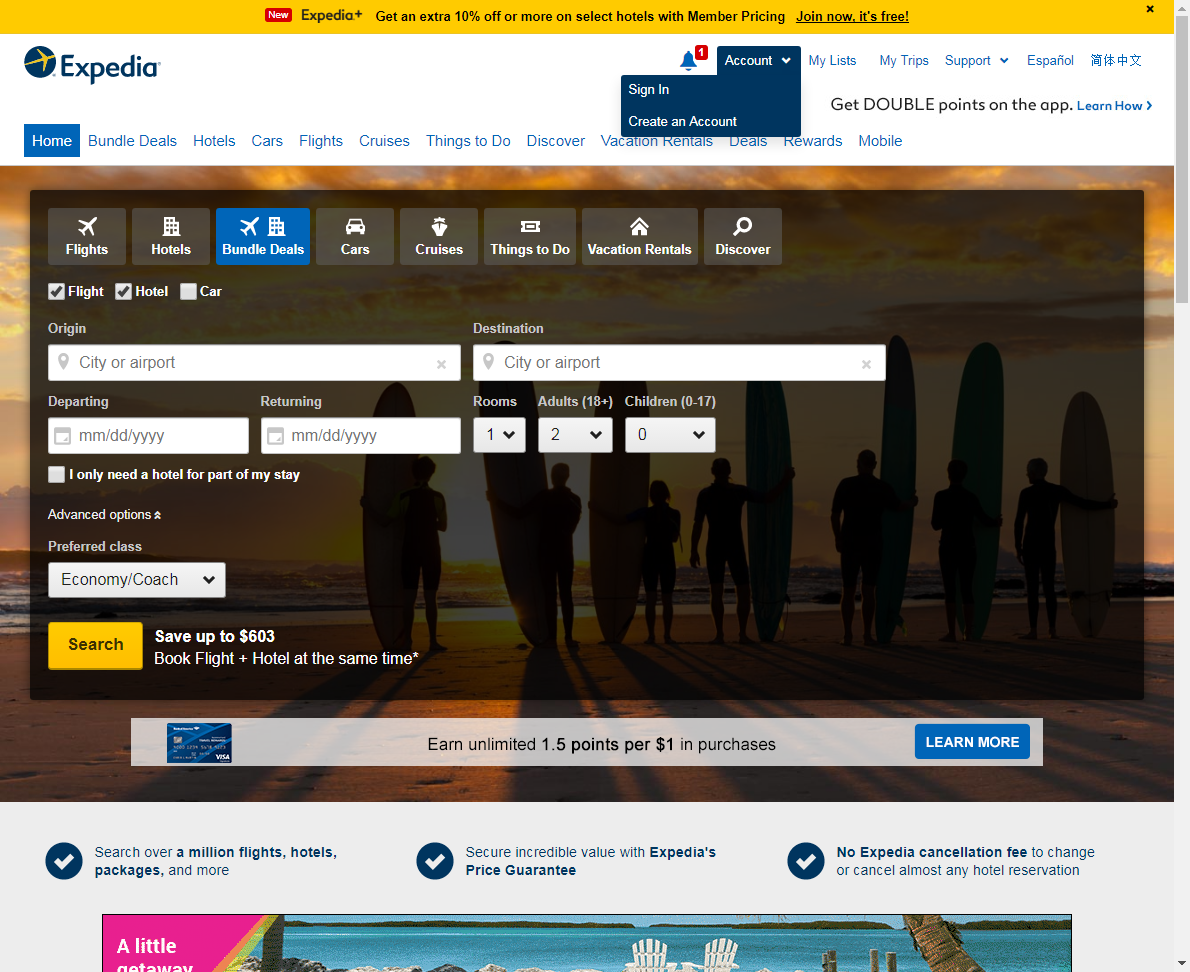 New Expedia+ Get an extra 10% off or more on select hotels with Member Pricing Join now, it's free!
Expedia
1
Account My Lists My Trips Support Español 简体中文
Sign In
Create an Account
Get DOUBLE points on the app. Learn How
Home Bundle Deals Hotels Cars Flights Cruises Things to Do Discover Vacation Rentals Deals Rewards Mobile
Flights Hotels Bundle Deals Cars Cruises Things to Do Vacation Rentals Discover
Flight Hotel Car
Origin Destination
City or airport City or airport
Departing Returning Rooms Adults (18+) Children (0-17)
mm/dd/yyyy mm/dd/yyyy 1 2 0
I only need a hotel for part of my stay
Advanced options
Preferred class
Economy/Coach
Search
Save up to $603
Book Flight + Hotel at the same time*
VISA
Earn unlimited 1.5 points per $1 in purchases
LEARN MORE
Search over a million flights, hotels,
packages, and more
Secure incredible value with Expedia's
Price Guarantee
No Expedia cancellation fee to change
or cancel almost any hotel reservation
A little
getaway